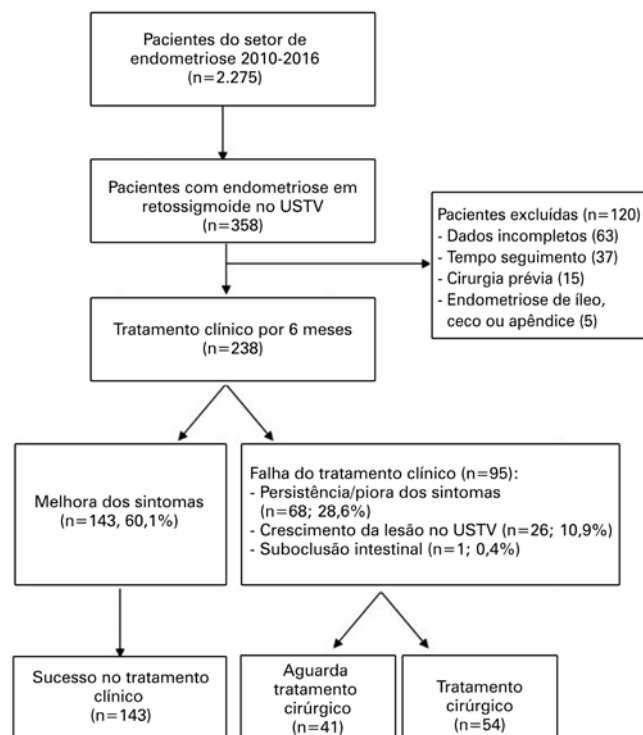 Pacientes do setor de
endometriose 2010-2016
(n=2.275)
Pacientes com endometriose em
retossigmoide no USTV
(n=358)
Pacientes excluídas (n=120)
- Dados incompletos (63)
- Tempo seguimento (37)
- Cirurgia prévia (15)
- Endometriose de íleo,
ceco ou apêndice (5)
Tratamento clínico por 6 meses
(n=238)
Melhora dos sintomas
(n=143, 60,1%)
Falha do tratamento clínico (n=95):
- Persistência/piora dos sintomas
(n=68; 28,6%)
- Crescimento da lesão no USTV (n=26; 10,9%)
- Suboclusão intestinal (n=1; 0,4%)
Sucesso no tratamento
clínico
(n=143)
Aguarda
tratamento
cirúrgico
(n=41)
Tratamento
cirúrgico
(n=54)